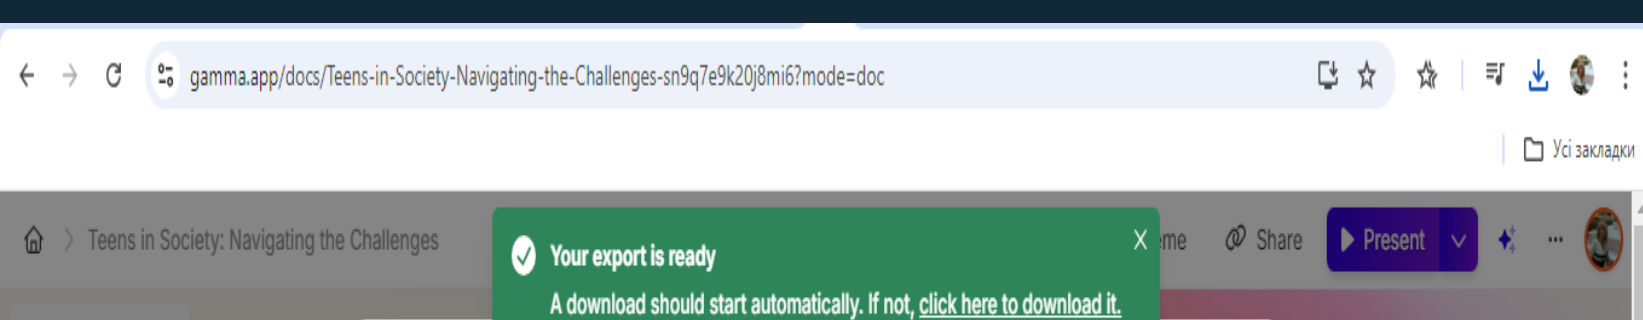 gamma.app/docs/Teens-in-Society-Navigating-the-Challenges-sn9q7e9k20j8mi6?mode=doc
Усі закладки
Teens in Society: Navigating the Challenges
Share
Present
Your export is ready
A download should start automatically. If not, click here to download it.